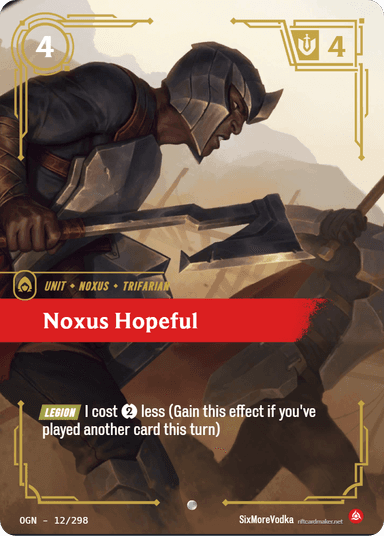 4
4
UNIT • NOXUS • TRIFARIAN
Noxus Hopeful
LEGION I cost 2 less (Gain this effect if you've
played another card this turn)
OGN - 12/298
SixMoreVodka riftcardmaker.net